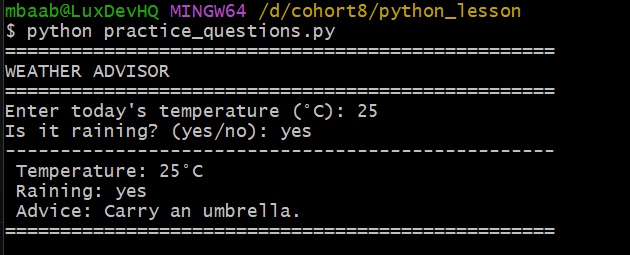 mbaab@LuxDevHQ MINGW64 /d/cohort8/python_lesson
$ python practice_questions.py
==================================================
WEATHER ADVISOR
==================================================
Enter today's temperature (°C): 25
Is it raining? (yes/no): yes
--------------------------------------------------
 Temperature: 25°C
 Raining: yes
 Advice: Carry an umbrella.
==================================================